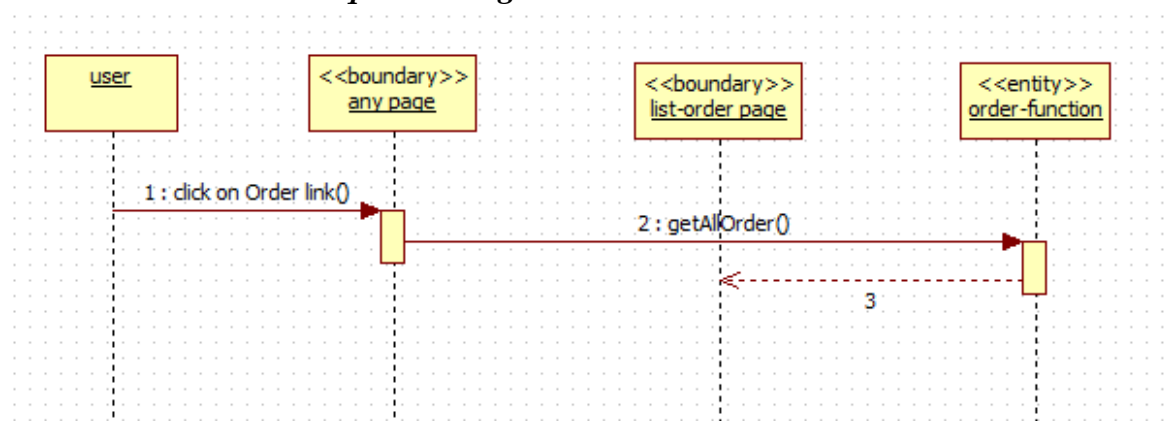 user
<<boundary>>
any page
<<boundary>>
list-order page
<<entity>>
order-function
1 : click on Order link()
2 : getAllOrder()
3